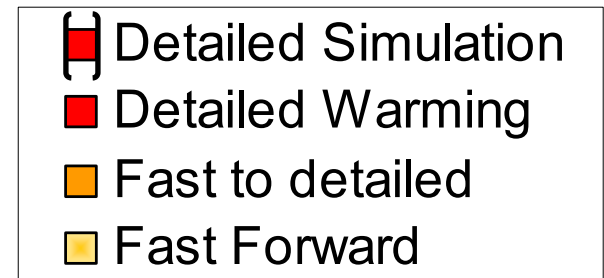 Detailed Simulation
Detailed Warming
Fast to detailed
Fast Forward